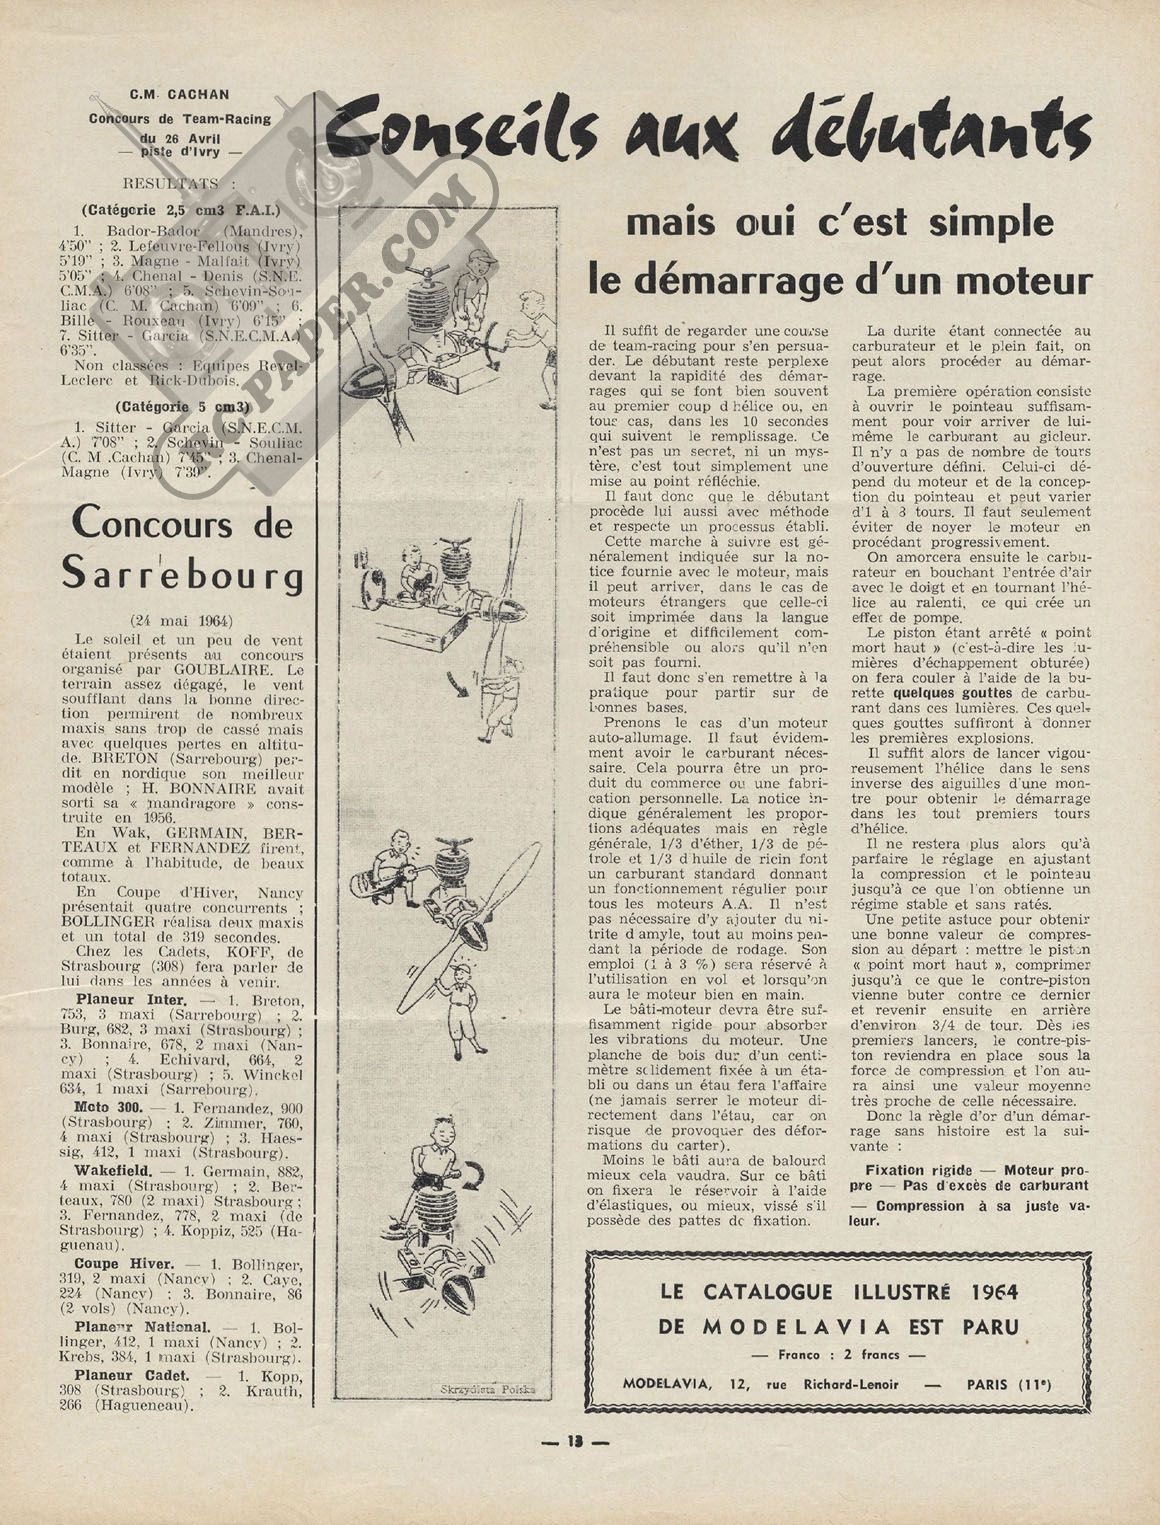 C.M. CACHAN
Concours de Team-Racing
du 26 Avril
— piste d'Ivry —
RESULTATS :
(Catégorie 2,5 cm3 F.A.I.)
1. Bador-Bador (Mandres),
4'50" ; 2. Lefeuvre-Fellous (Ivry)
5'19" ; 3. Magne - Malfait (Ivry)
5'05" ; 4. Chenal - Denis (S.N.E.
C.M.A.) 6'08" ; 5. Schevin-Sou-
liac (C. M. Cachan) 6'09" ; 6.
Bille - Rouxeau (Ivry) 6'15" ;
7. Sitter - Garcia (S.N.E.C.M.A.)
6'35".
Non classées : Equipes Revel-
Leclerc et Rick-Dubois.
(Catégorie 5 cm3)
1. Sitter - Garcia (S.N.E.C.M.
A.) 7'08" ; 2. Schevin - Souliac
(C. M .Cachan) 7'45" ; 3. Chenal-
Magne (Ivry) 7'39".
Concours de
Sarrebourg
(24 mai 1964)
Le soleil et un peu de vent
étaient présents au concours
organisé par GOUBLAIRE. Le
terrain assez dégagé, le vent
soufflant dans la bonne direc-
tion permirent de nombreux
maxis sans trop de cassé mais
avec quelques pertes en altitu-
de. BRETON (Sarrebourg) per-
dit en nordique son meilleur
modèle ; H. BONNAIRE avait
sorti sa « mandragore » cons-
truite en 1956.
En Wak, GERMAIN, BER-
TEAUX et FERNANDEZ firent,
comme à l'habitude, de beaux
totaux.
En Coupe d'Hiver, Nancy
présentait quatre concurrents ;
BOLLINGER réalisa deux maxis
et un total de 319 secondes.
Chez les Cadets, KOFF, de
Strasbourg (308) fera parler de
lui dans les années à venir.
Planeur Inter. — 1. Breton,
753, 3 maxi (Sarrebourg) ; 2.
Burg, 682, 3 maxi (Strasbourg) ;
3. Bonnaire, 678, 2 maxi (Nan-
cy) ; 4. Echivard, 664, 2
maxi (Strasbourg) ; 5. Winckel
634, 1 maxi (Sarrebourg).
Moto 300. — 1. Fernandez, 900
(Strasbourg) ; 2. Zimmer, 760,
4 maxi (Strasbourg) ; 3. Haes-
sig, 412, 1 maxi (Strasbourg).
Wakefield. — 1. Germain, 882,
4 maxi (Strasbourg) ; 2. Ber-
teaux, 780 (2 maxi) Strasbourg ;
3. Fernandez, 778, 2 maxi (de
Strasbourg) ; 4. Koppiz, 525 (Ha-
guenau).
Coupe Hiver. — 1. Bollinger,
319, 2 maxi (Nancy) ; 2. Caye,
224 (Nancy) ; 3. Bonnaire, 86
(2 vols) (Nancy).
Planeur National. — 1. Bol-
linger, 412, 1 maxi (Nancy) ; 2.
Krebs, 384, 1 maxi (Strasbourg).
Planeur Cadet. — 1. Kopp,
308 (Strasbourg) ; 2. Krauth,
266 (Hagueneau).
RC-PAPER.COM
Conseils aux débutants
mais oui c'est simple
le démarrage d'un moteur
Skrzydlata Polska
Il suffit de regarder une course
de team-racing pour s'en persua-
der. Le débutant reste perplexe
devant la rapidité des démar-
rages qui se font bien souvent
au premier coup d'hélice ou, en
tous cas, dans les 10 secondes
qui suivent le remplissage. Ce
n'est pas un secret, ni un mys-
tère, c'est tout simplement une
mise au point réfléchie.
Il faut donc que le débutant
procède lui aussi avec méthode
et respecte un processus établi.
Cette marche à suivre est gé-
néralement indiquée sur la no-
tice fournie avec le moteur, mais
il peut arriver, dans le cas de
moteurs étrangers que celle-ci
soit imprimée dans la langue
d'origine et difficilement com-
préhensible ou alors qu'il n'en
soit pas fourni.
Il faut donc s'en remettre à la
pratique pour partir sur de
bonnes bases.
Prenons le cas d'un moteur
auto-allumage. Il faut évidem-
ment avoir le carburant néces-
saire. Cela pourra être un pro-
duit du commerce ou une fabri-
cation personnelle. La notice in-
dique généralement les propor-
tions adéquates mais en règle
générale, 1/3 d'éther, 1/3 de pé-
trole et 1/3 d'huile de ricin font
un carburant standard donnant
un fonctionnement régulier pour
tous les moteurs A.A. Il n'est
pas nécessaire d'y ajouter du ni-
trite d'amyle, tout au moins pen-
dant la période de rodage. Son
emploi (1 à 3 %) sera réservé à
l'utilisation en vol et lorsqu'on
aura le moteur bien en main.
Le bâti-moteur devra être suf-
fisamment rigide pour absorber
les vibrations du moteur. Une
planche de bois dur d'un centi-
mètre solidement fixée à un éta-
bli ou dans un étau fera l'affaire
(ne jamais serrer le moteur di-
rectement dans l'étau, car on
risque de provoquer des défor-
mations du carter).
Moins le bâti aura de balourd
mieux cela vaudra. Sur ce bâti
on fixera le réservoir à l'aide
d'élastiques, ou mieux, vissé s'il
possède des pattes de fixation.
La durite étant connectée au
carburateur et le plein fait, on
peut alors procéder au démar-
rage.
La première opération consiste
à ouvrir le pointeau suffisam-
ment pour voir arriver de lui-
même le carburant au gicleur.
Il n'y a pas de nombre de tours
d'ouverture défini. Celui-ci dé-
pend du moteur et de la concep-
tion du pointeau et peut varier
d'1 à 3 tours. Il faut seulement
éviter de noyer le moteur en
procédant progressivement.
On amorcera ensuite le carbu-
rateur en bouchant l'entrée d'air
avec le doigt et en tournant l'hé-
lice au ralenti, ce qui crée un
effet de pompe.
Le piston étant arrêté « point
mort haut » (c'est-à-dire les lu-
mières d'échappement obturée)
on fera couler à l'aide de la bu-
rette quelques gouttes de carbu-
rant dans ces lumières. Ces quel-
ques gouttes suffiront à donner
les premières explosions.
Il suffit alors de lancer vigou-
reusement l'hélice dans le sens
inverse des aiguilles d'une mon-
tre pour obtenir le démarrage
dans les tout premiers tours
d'hélice.
Il ne restera plus alors qu'à
parfaire le réglage en ajustant
la compression et le pointeau
jusqu'à ce que l'on obtienne un
régime stable et sans ratés.
Une petite astuce pour obtenir
une bonne valeur de compres-
sion au départ : mettre le piston
« point mort haut », comprimer
jusqu'à ce que le contre-piston
vienne buter contre ce dernier
et revenir ensuite en arrière
d'environ 3/4 de tour. Dès les
premiers lancers, le contre-pis-
ton reviendra en place sous la
force de compression et l'on au-
ra ainsi une valeur moyenne
très proche de celle nécessaire.
Donc la règle d'or d'un démar-
rage sans histoire est la sui-
vante :
Fixation rigide — Moteur pro-
pre — Pas d'excés de carburant
— Compression à sa juste va-
leur.
LE CATALOGUE ILLUSTRÉ 1964
DE MODELAVIA EST PARU
— Franco : 2 francs —
MODELAVIA, 12, rue Richard-Lenoir — PARIS (11e)
— 13 —